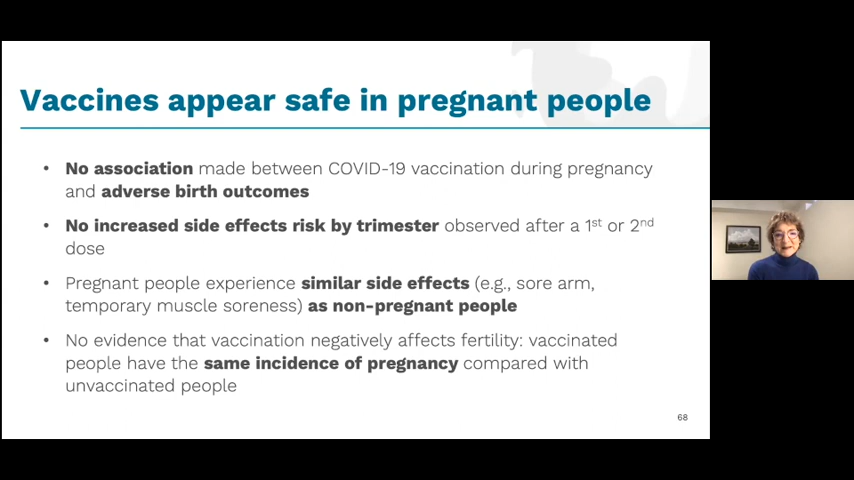 Vaccines appear safe in pregnant people
• No association made between COVID-19 vaccination during pregnancy
and adverse birth outcomes
• No increased side effects risk by trimester observed after a 1st or 2nd
dose
• Pregnant people experience similar side effects (e.g., sore arm,
temporary muscle soreness) as non-pregnant people
• No evidence that vaccination negatively affects fertility: vaccinated
people have the same incidence of pregnancy compared with
unvaccinated people
68